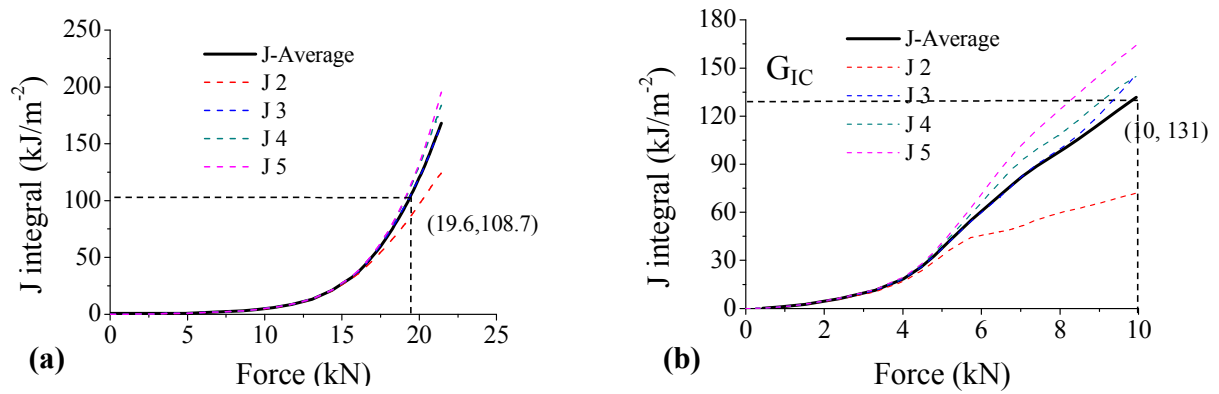 250
200
150
100
50
0
J integral (kJ/m⁻²)
J-Average
J 2
J 3
J 4
J 5
(19.6,108.7)
0 5 10 15 20 25
Force (kN)
(a)
180
150
120
90
60
30
0
J integral (kJ/m⁻²)
J-Average
G_IC
J 2
J 3
J 4
J 5
(10, 131)
0 2 4 6 8 10
Force (kN)
(b)